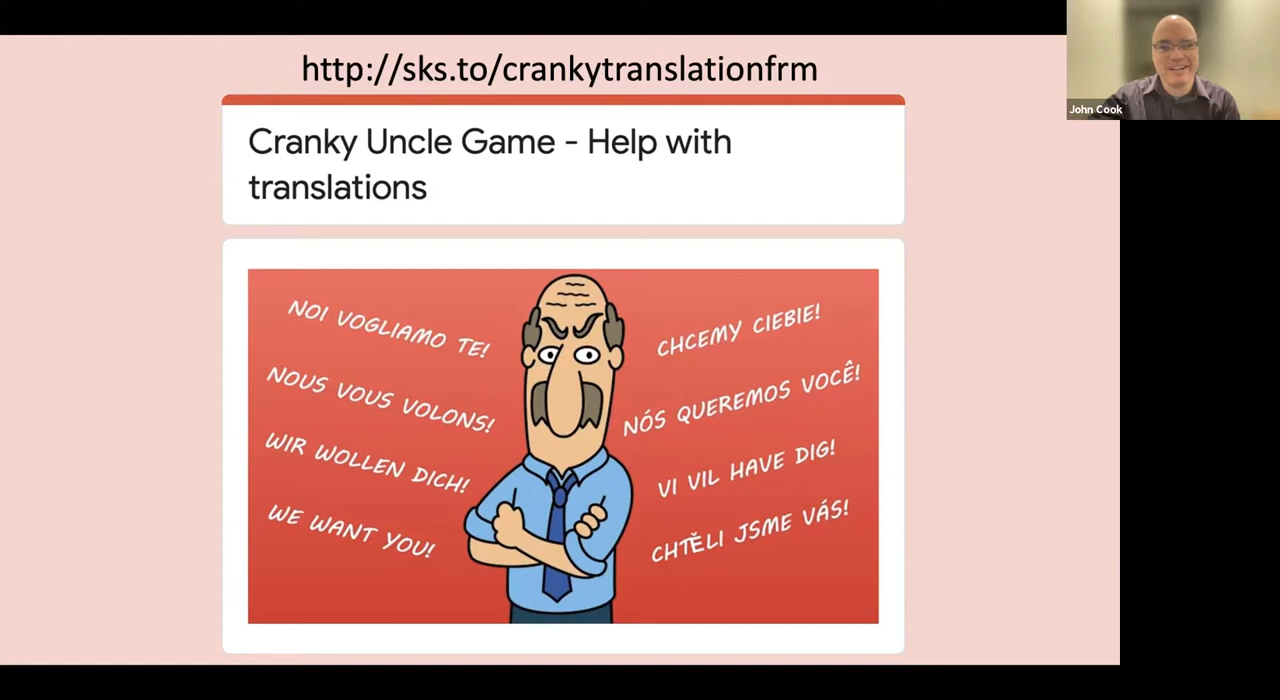 http://sks.to/crankytranslationfrm
John Cook
Cranky Uncle Game - Help with
translations
NOI VOGLIAMO TE!
NOUS VOUS VOLONS!
WIR WOLLEN DICH!
WE WANT YOU!
CHCEMY CIEBIE!
NÓS QUEREMOS VOCÊ!
VI VIL HAVE DIG!
CHTĚLI JSME VÁS!